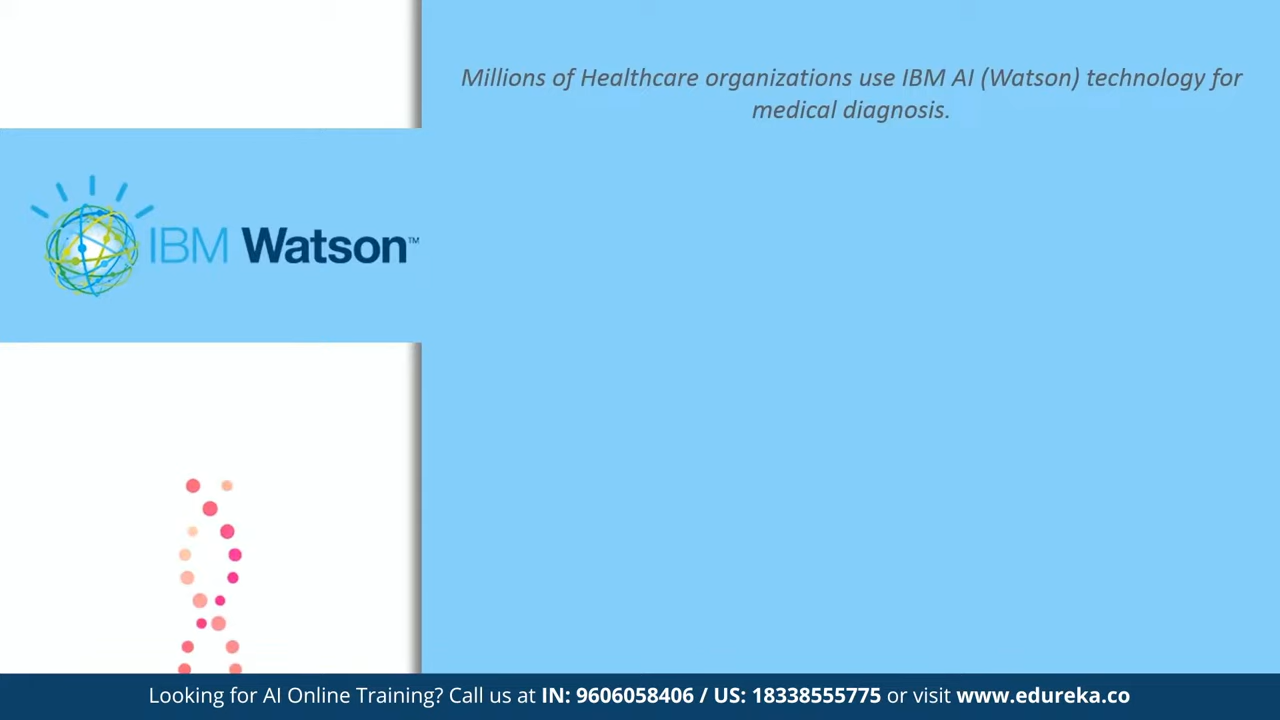 Millions of Healthcare organizations use IBM AI (Watson) technology for
medical diagnosis.
IBM Watson™
Looking for AI Online Training? Call us at IN: 9606058406 / US: 18338555775 or visit www.edureka.co